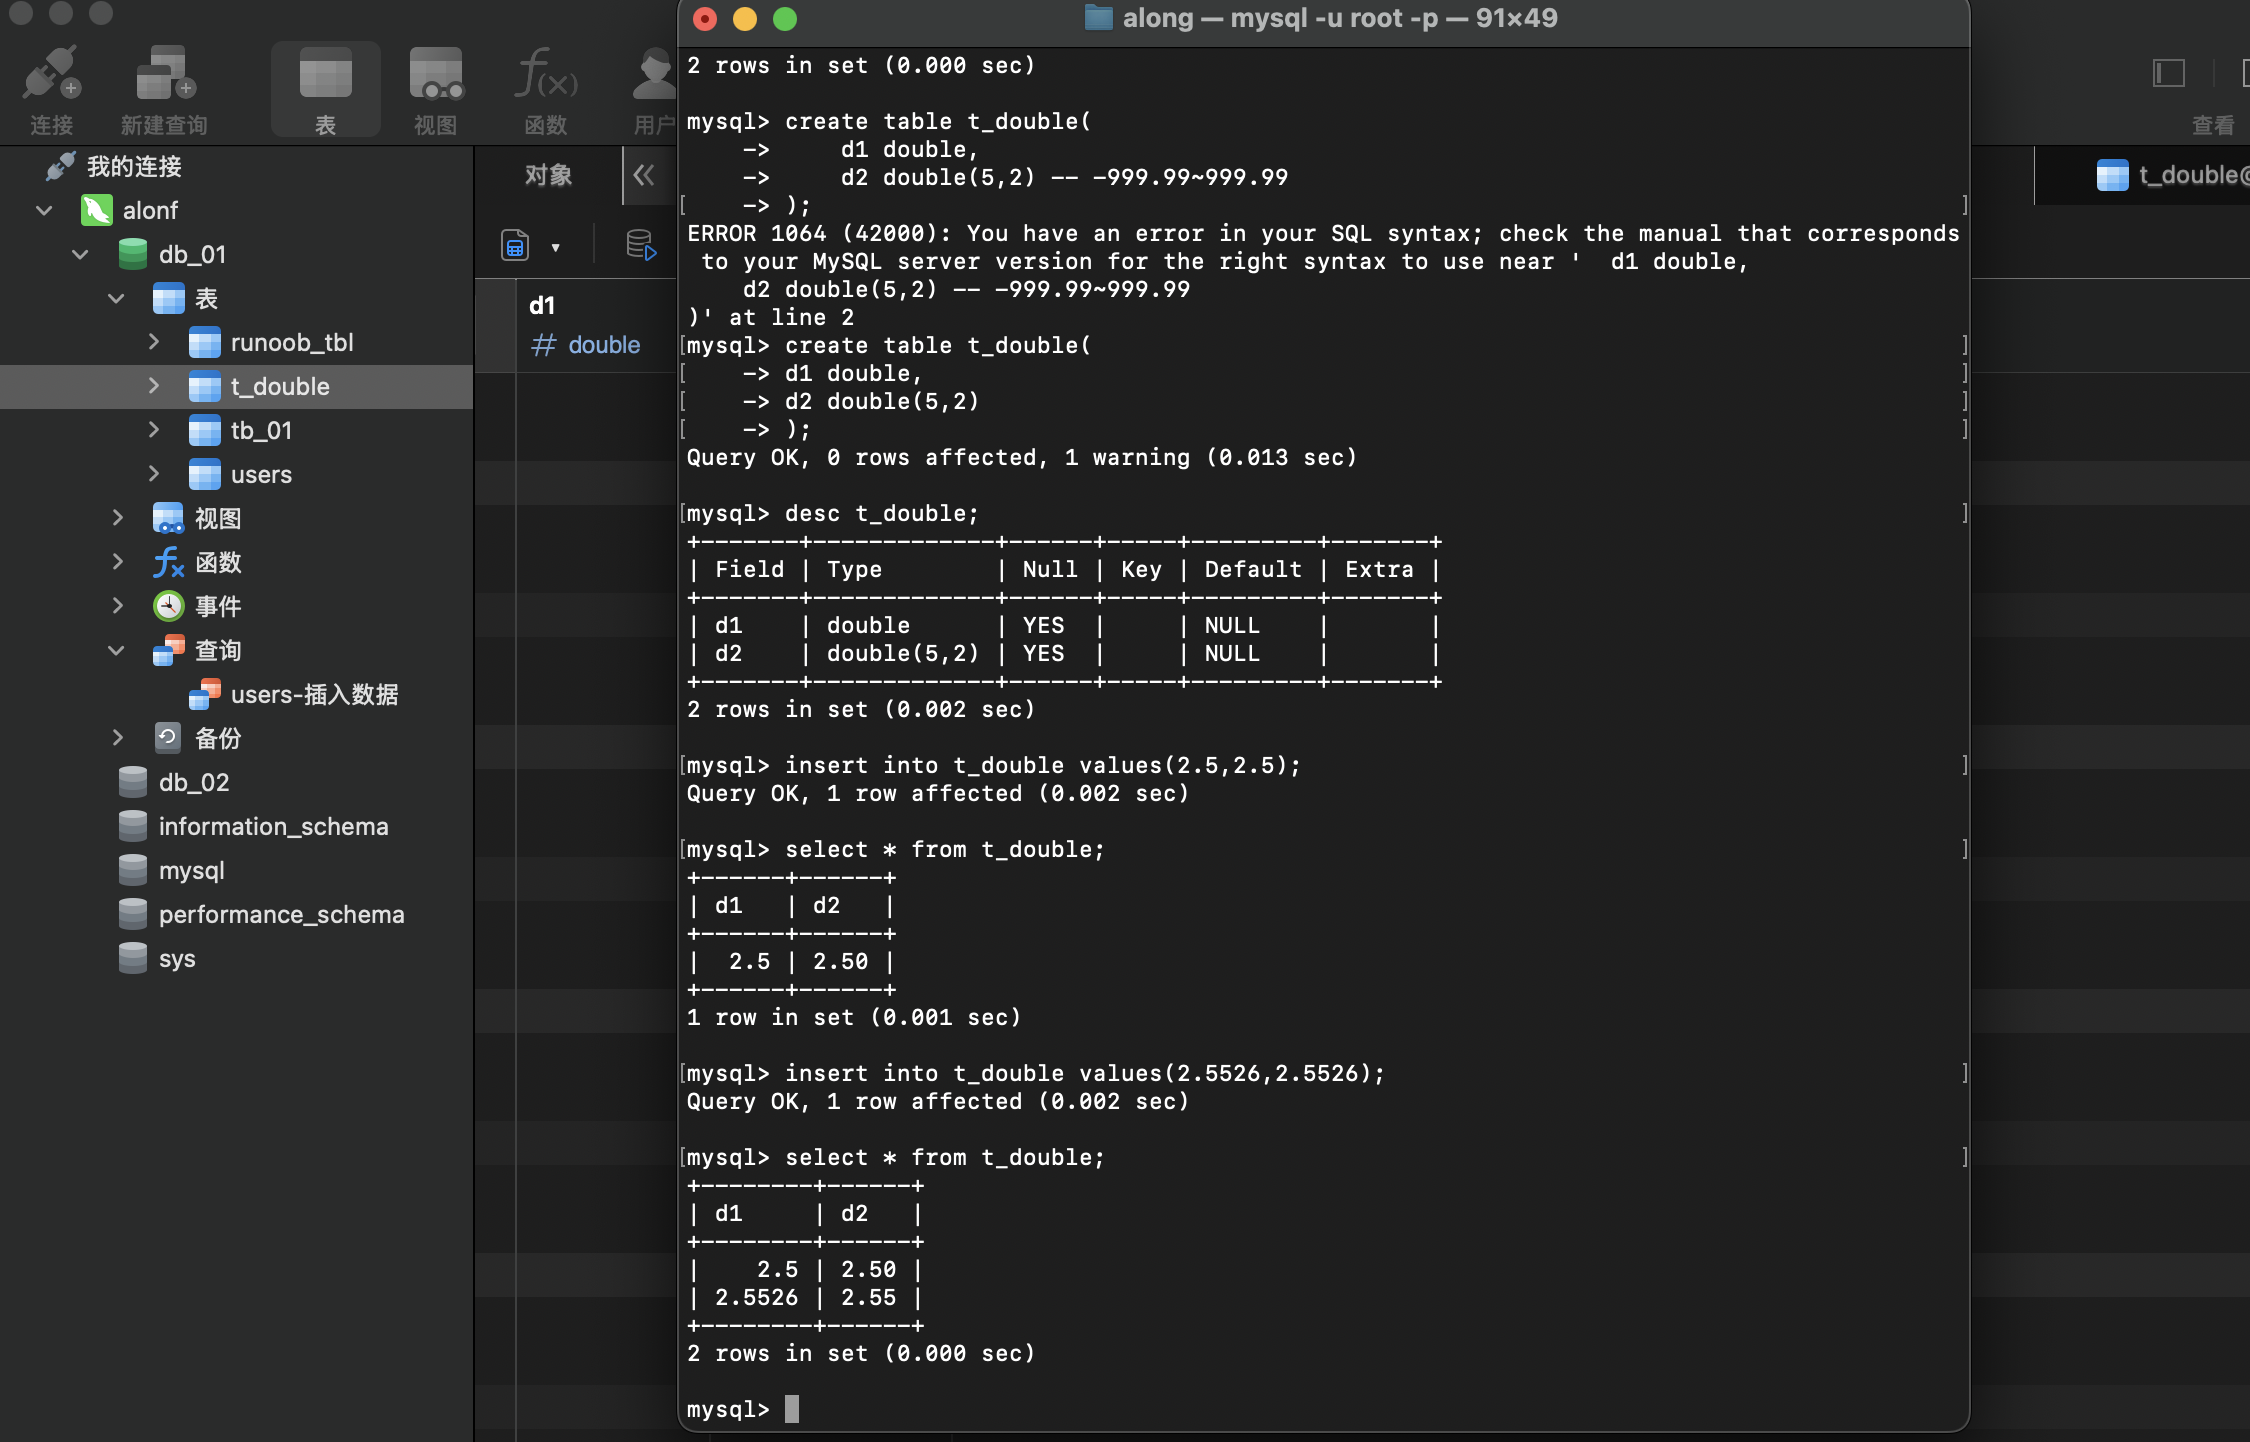 连接
新建查询
表
视图
函数
用户
查看
我的连接
alonf
db_01
表
runoob_tbl
t_double
tb_01
users
视图
函数
事件
查询
users-插入数据
备份
db_02
information_schema
mysql
performance_schema
sys
对象
d1
# double
t_double@
along — mysql -u root -p — 91×49
2 rows in set (0.000 sec)
mysql> create table t_double(
    ->     d1 double,
    ->     d2 double(5,2) -- -999.99~999.99
    -> );
ERROR 1064 (42000): You have an error in your SQL syntax; check the manual that corresponds
 to your MySQL server version for the right syntax to use near '  d1 double,
    d2 double(5,2) -- -999.99~999.99
)' at line 2
mysql> create table t_double(
    -> d1 double,
    -> d2 double(5,2)
    -> );
Query OK, 0 rows affected, 1 warning (0.013 sec)
mysql> desc t_double;
+-------+-------------+------+-----+---------+-------+
| Field | Type        | Null | Key | Default | Extra |
+-------+-------------+------+-----+---------+-------+
| d1    | double      | YES  |     | NULL    |       |
| d2    | double(5,2) | YES  |     | NULL    |       |
+-------+-------------+------+-----+---------+-------+
2 rows in set (0.002 sec)
mysql> insert into t_double values(2.5,2.5);
Query OK, 1 row affected (0.002 sec)
mysql> select * from t_double;
+------+------+
| d1   | d2   |
+------+------+
|  2.5 | 2.50 |
+------+------+
1 row in set (0.001 sec)
mysql> insert into t_double values(2.5526,2.5526);
Query OK, 1 row affected (0.002 sec)
mysql> select * from t_double;
+--------+------+
| d1     | d2   |
+--------+------+
|    2.5 | 2.50 |
| 2.5526 | 2.55 |
+--------+------+
2 rows in set (0.000 sec)
mysql>